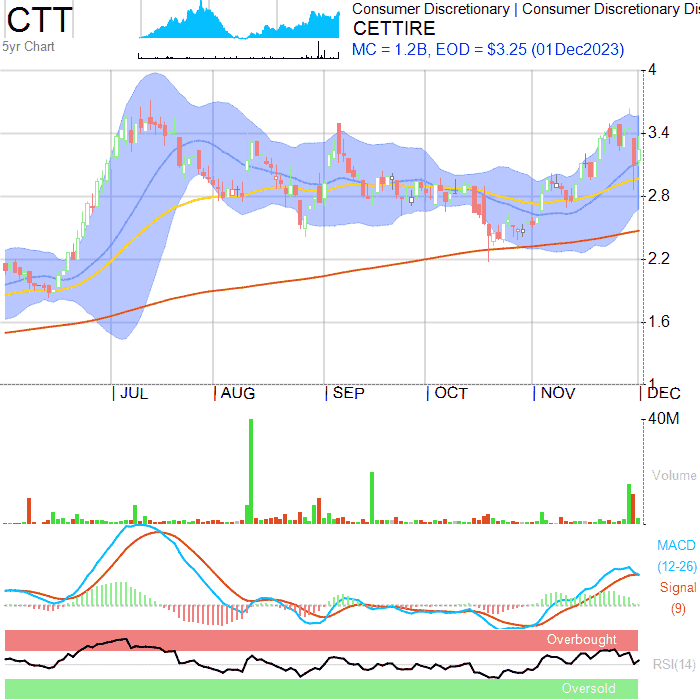 CTT
5yr Chart
Consumer Discretionary | Consumer Discretionary Dis
CETTIRE
MC = 1.2B, EOD = $3.25 (01Dec2023)
4
3.4
2.8
2.2
1.6
1
JUL AUG SEP OCT NOV DEC
40M
Volume
MACD
(12-26)
Signal
(9)
Overbought
RSI(14)
Oversold